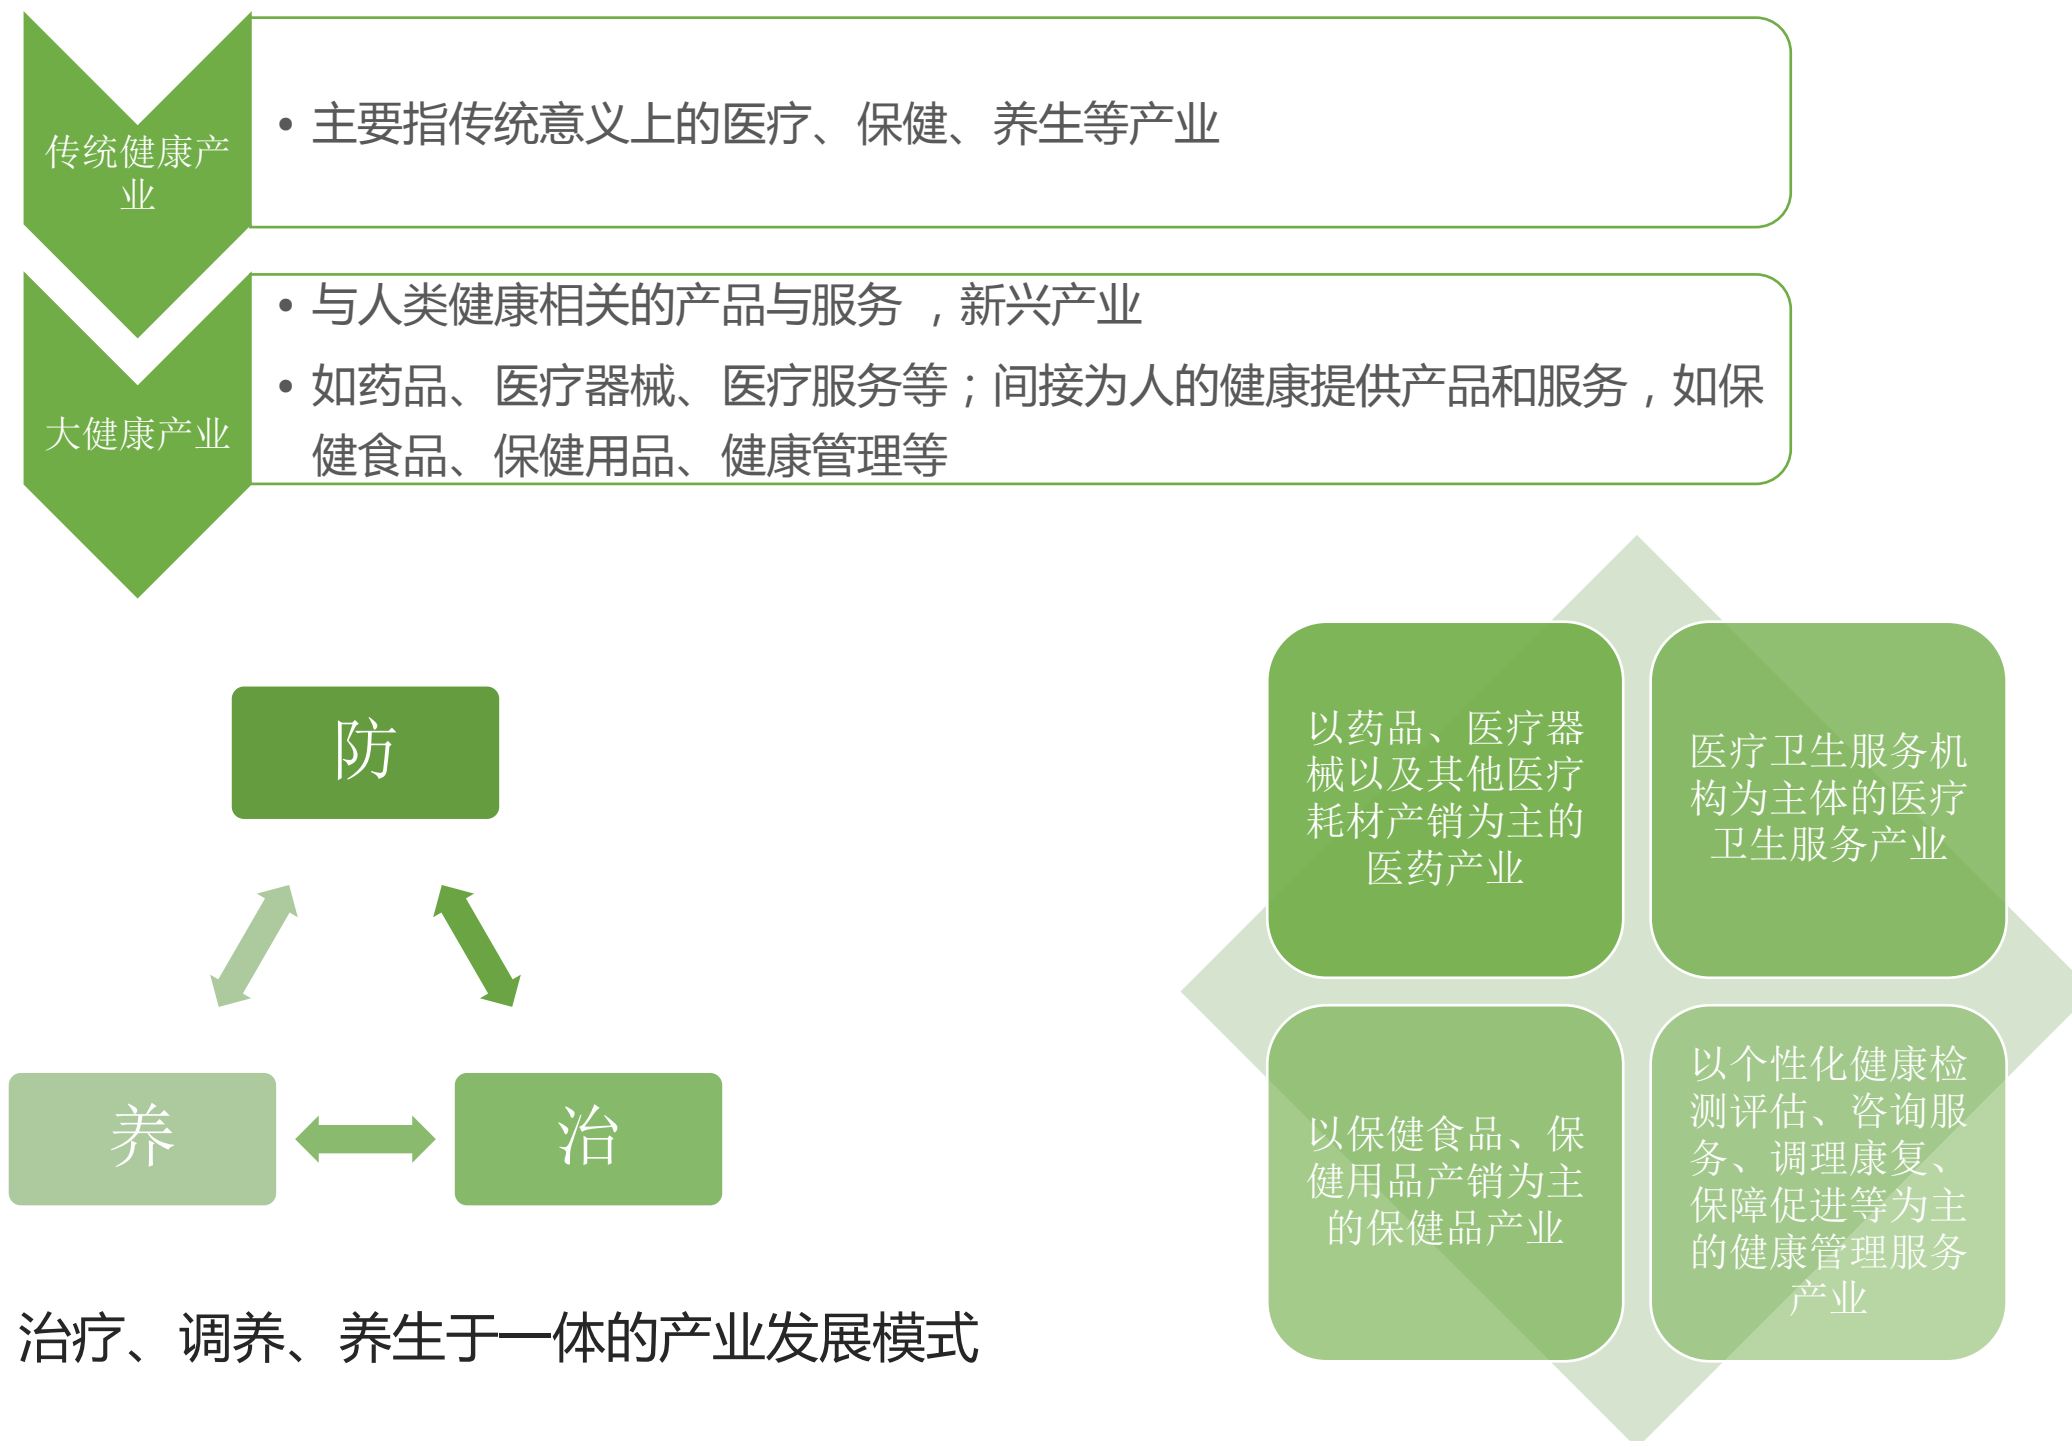 传统健康产
业
• 主要指传统意义上的医疗、保健、养生等产业
大健康产业
• 与人类健康相关的产品与服务 ，新兴产业
• 如药品、医疗器械、医疗服务等；间接为人的健康提供产品和服务，如保
健食品、保健用品、健康管理等
防
养
治
治疗、调养、养生于一体的产业发展模式
以药品、医疗器
械以及其他医疗
耗材产销为主的
医药产业
医疗卫生服务机
构为主体的医疗
卫生服务产业
以保健食品、保
健用品产销为主
的保健品产业
以个性化健康检
测评估、咨询服
务、调理康复、
保障促进等为主
的健康管理服务
产业